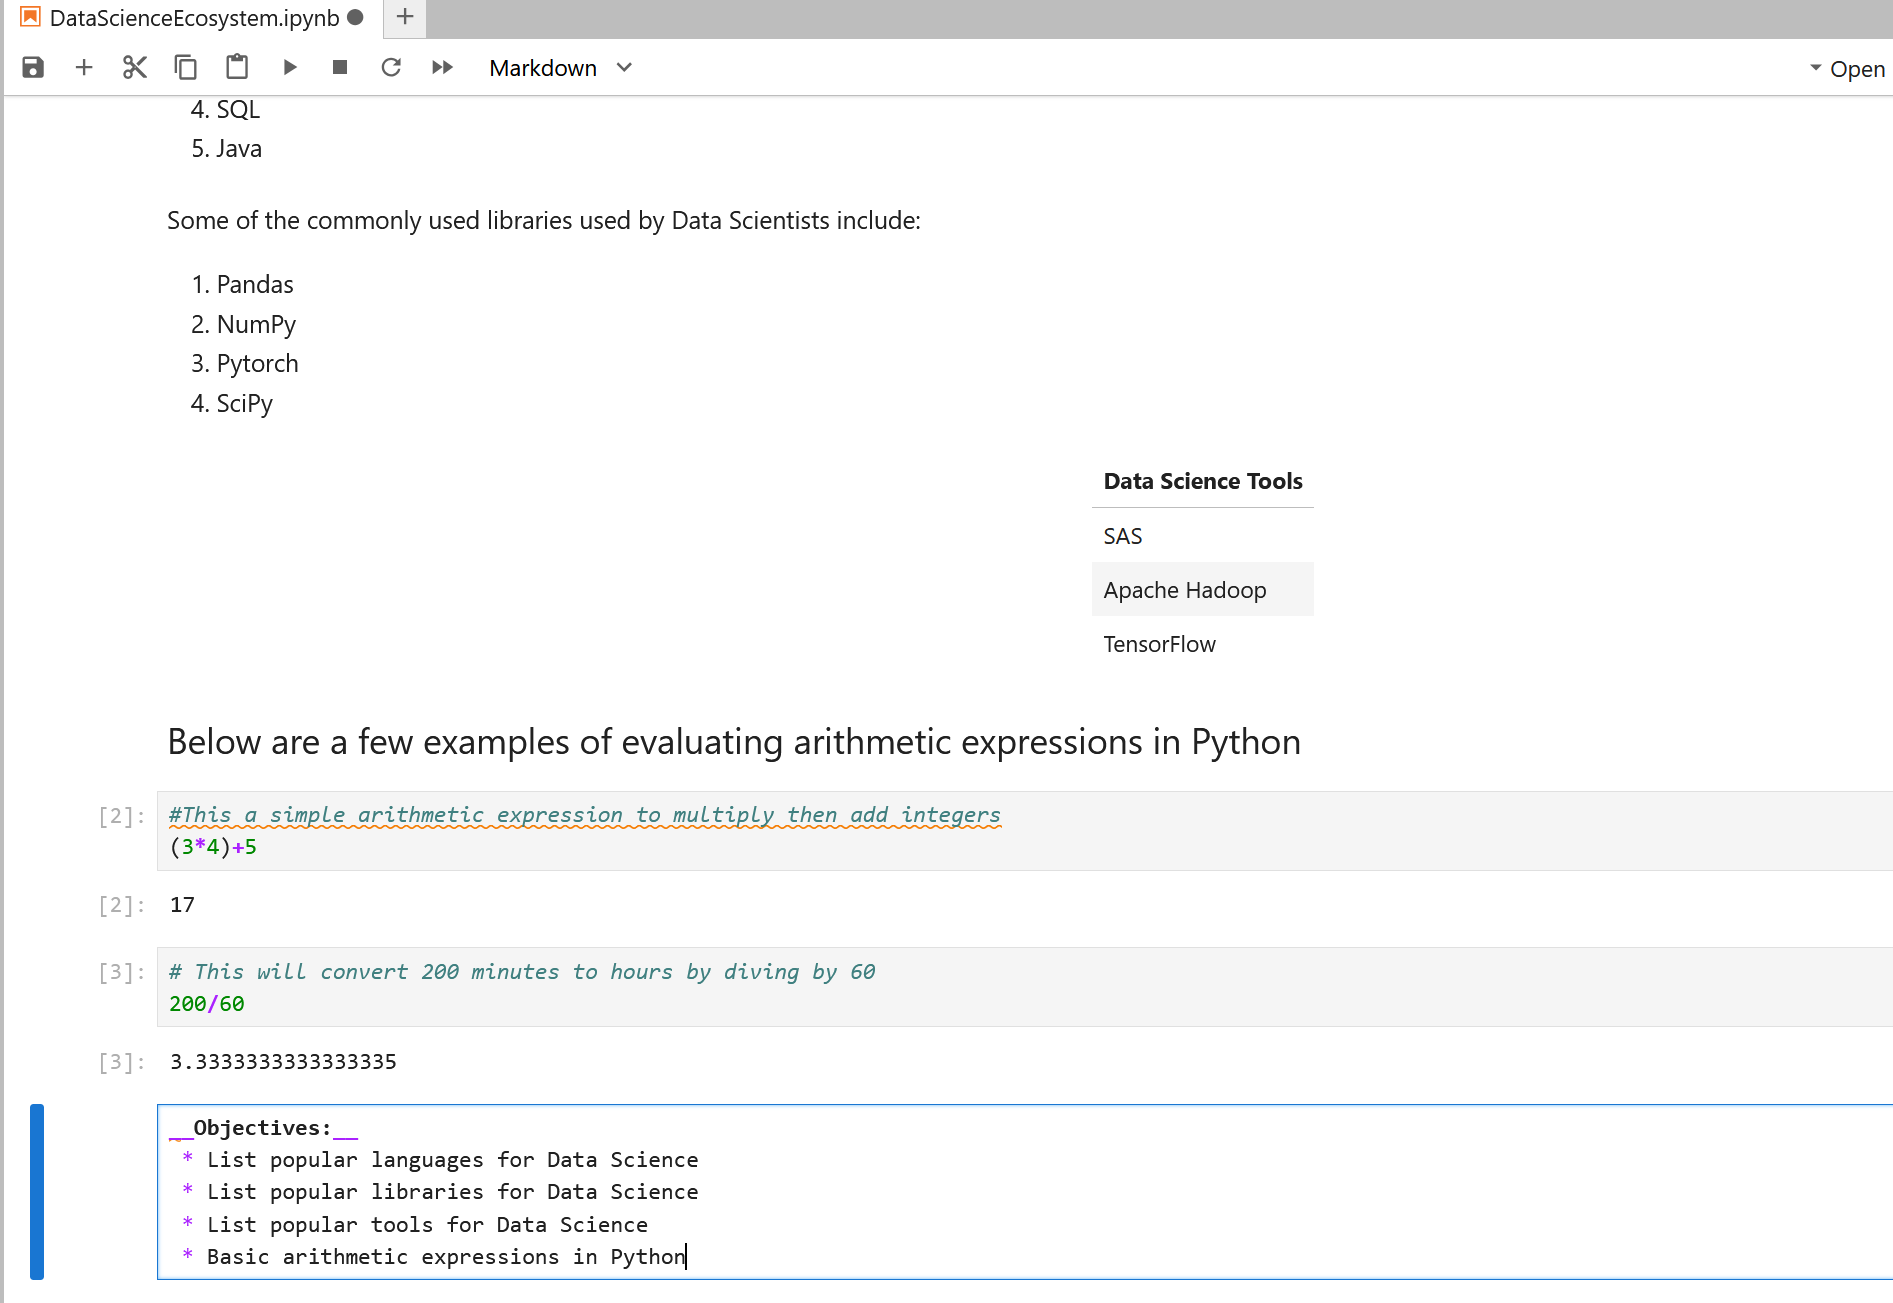 DataScienceEcosystem.ipynb
Markdown
Open
4. SQL
5. Java
Some of the commonly used libraries used by Data Scientists include:
1. Pandas
2. NumPy
3. Pytorch
4. SciPy
Data Science Tools
SAS
Apache Hadoop
TensorFlow
Below are a few examples of evaluating arithmetic expressions in Python
[2]: #This a simple arithmetic expression to multiply then add integers
(3*4)+5
[2]: 17
[3]: # This will convert 200 minutes to hours by diving by 60
200/60
[3]: 3.3333333333333335
__Objectives:__
* List popular languages for Data Science
* List popular libraries for Data Science
* List popular tools for Data Science
* Basic arithmetic expressions in Python